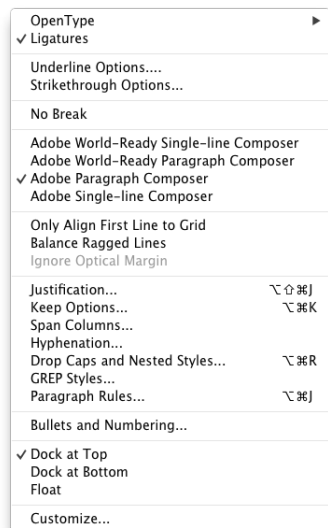 OpenType ▶
✓ Ligatures
Underline Options....
Strikethrough Options...
No Break
Adobe World-Ready Single-line Composer
Adobe World-Ready Paragraph Composer
✓ Adobe Paragraph Composer
Adobe Single-line Composer
Only Align First Line to Grid
Balance Ragged Lines
Ignore Optical Margin
Justification... ⌥⇧⌘J
Keep Options... ⌥⌘K
Span Columns...
Hyphenation...
Drop Caps and Nested Styles... ⌥⌘R
GREP Styles...
Paragraph Rules... ⌥⌘J
Bullets and Numbering...
✓ Dock at Top
Dock at Bottom
Float
Customize...